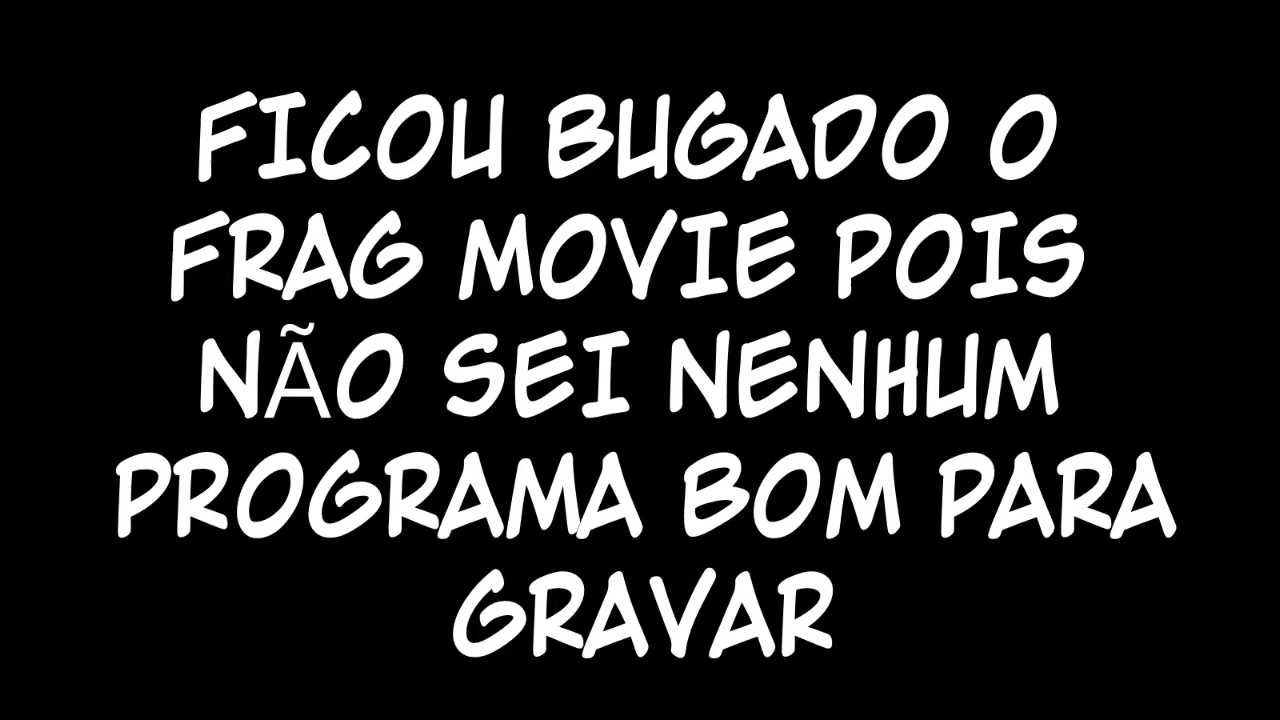 FICOU BUGADO O
FRAG MOVIE POIS
NÃO SEI NENHUM
PROGRAMA BOM PARA
GRAVAR